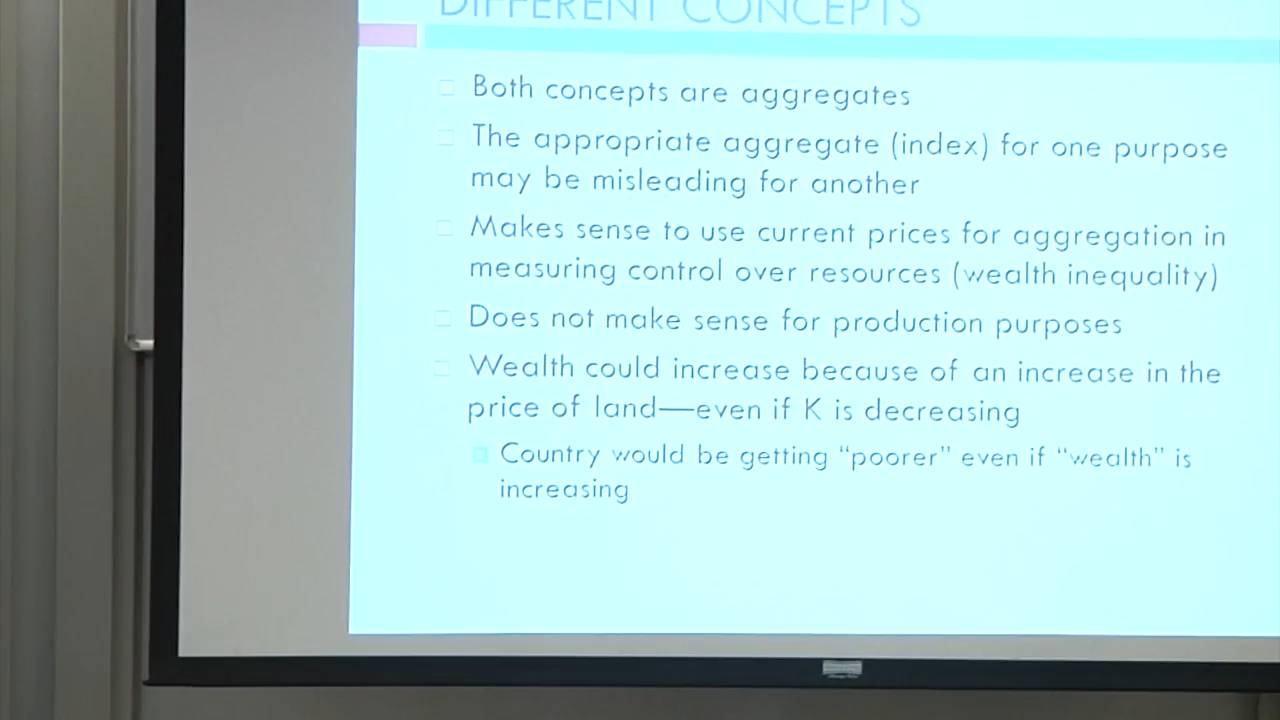 DIFFERENT CONCEPTS
Both concepts are aggregates
The appropriate aggregate (index) for one purpose
may be misleading for another
Makes sense to use current prices for aggregation in
measuring control over resources (wealth inequality)
Does not make sense for production purposes
Wealth could increase because of an increase in the
price of land—even if K is decreasing
Country would be getting “poorer” even if “wealth” is
increasing